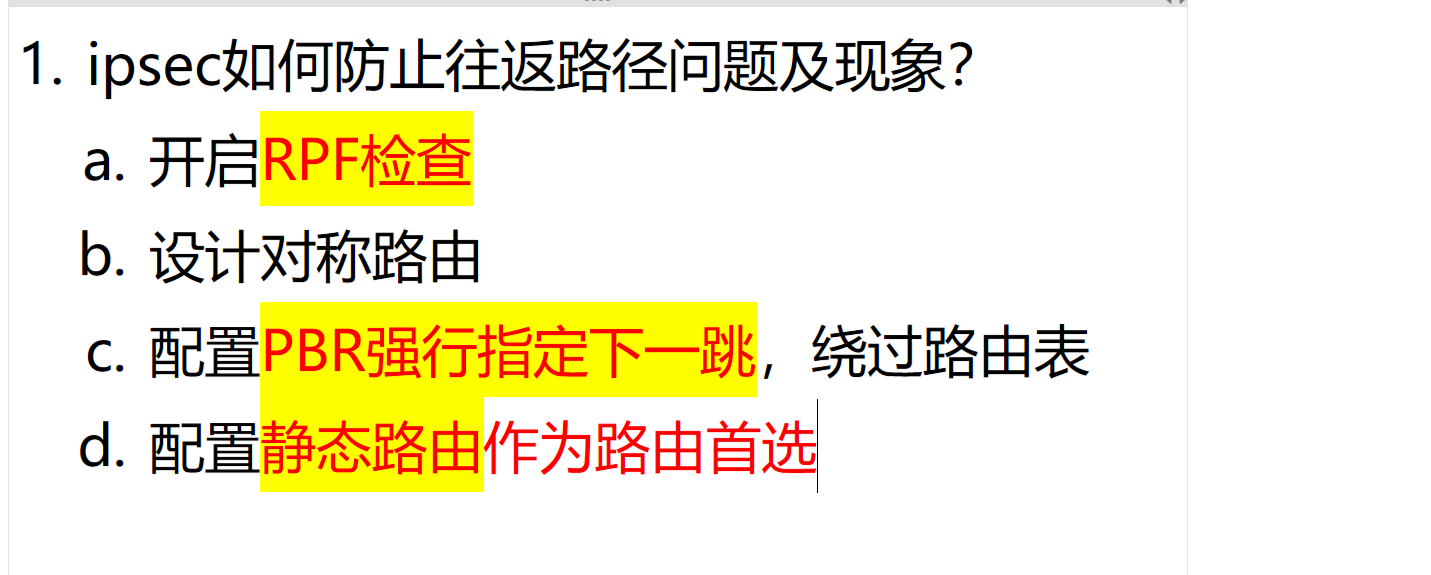 1. ipsec如何防止往返路径问题及现象?
a. 开启RPF检查
b. 设计对称路由
c. 配置PBR强行指定下一跳，绕过路由表
d. 配置静态路由作为路由首选